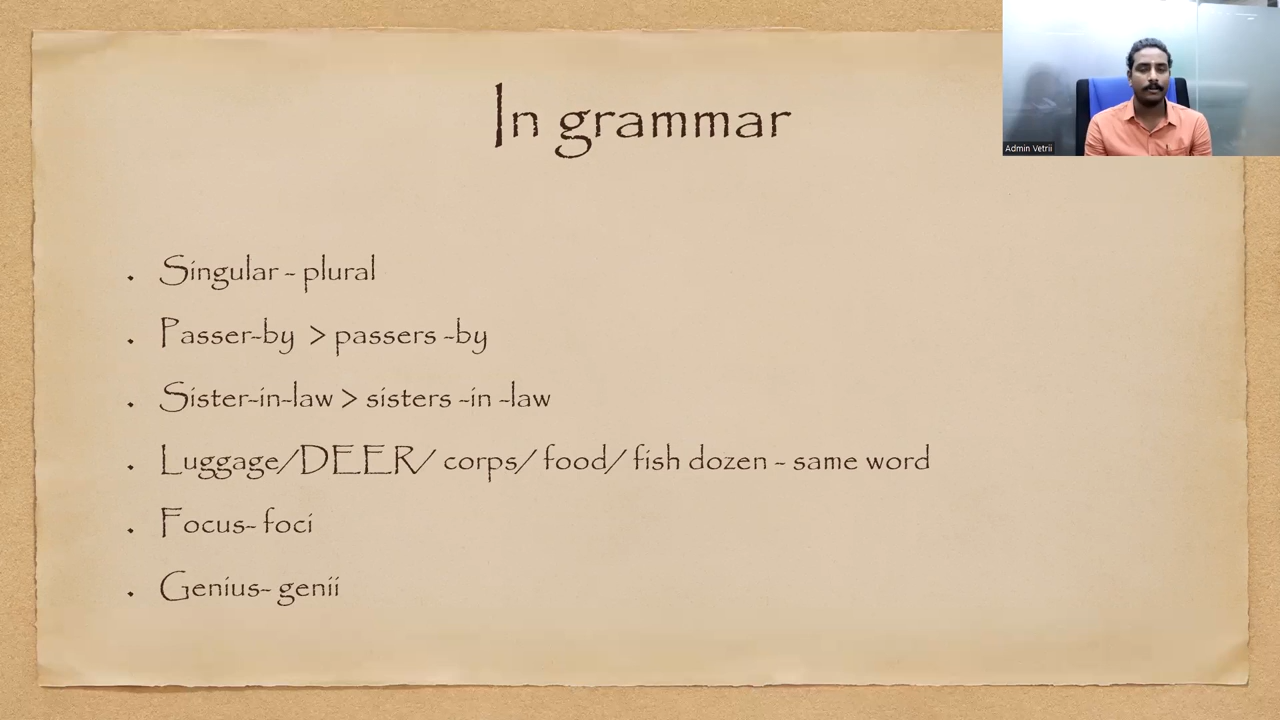 In grammar
Admin Vetrii
Singular - plural
Passer-by > passers -by
Sister-in-law > sisters -in -law
Luggage/DEER/ corps/ food/ fish dozen - same word
Focus- foci
Genius- genii